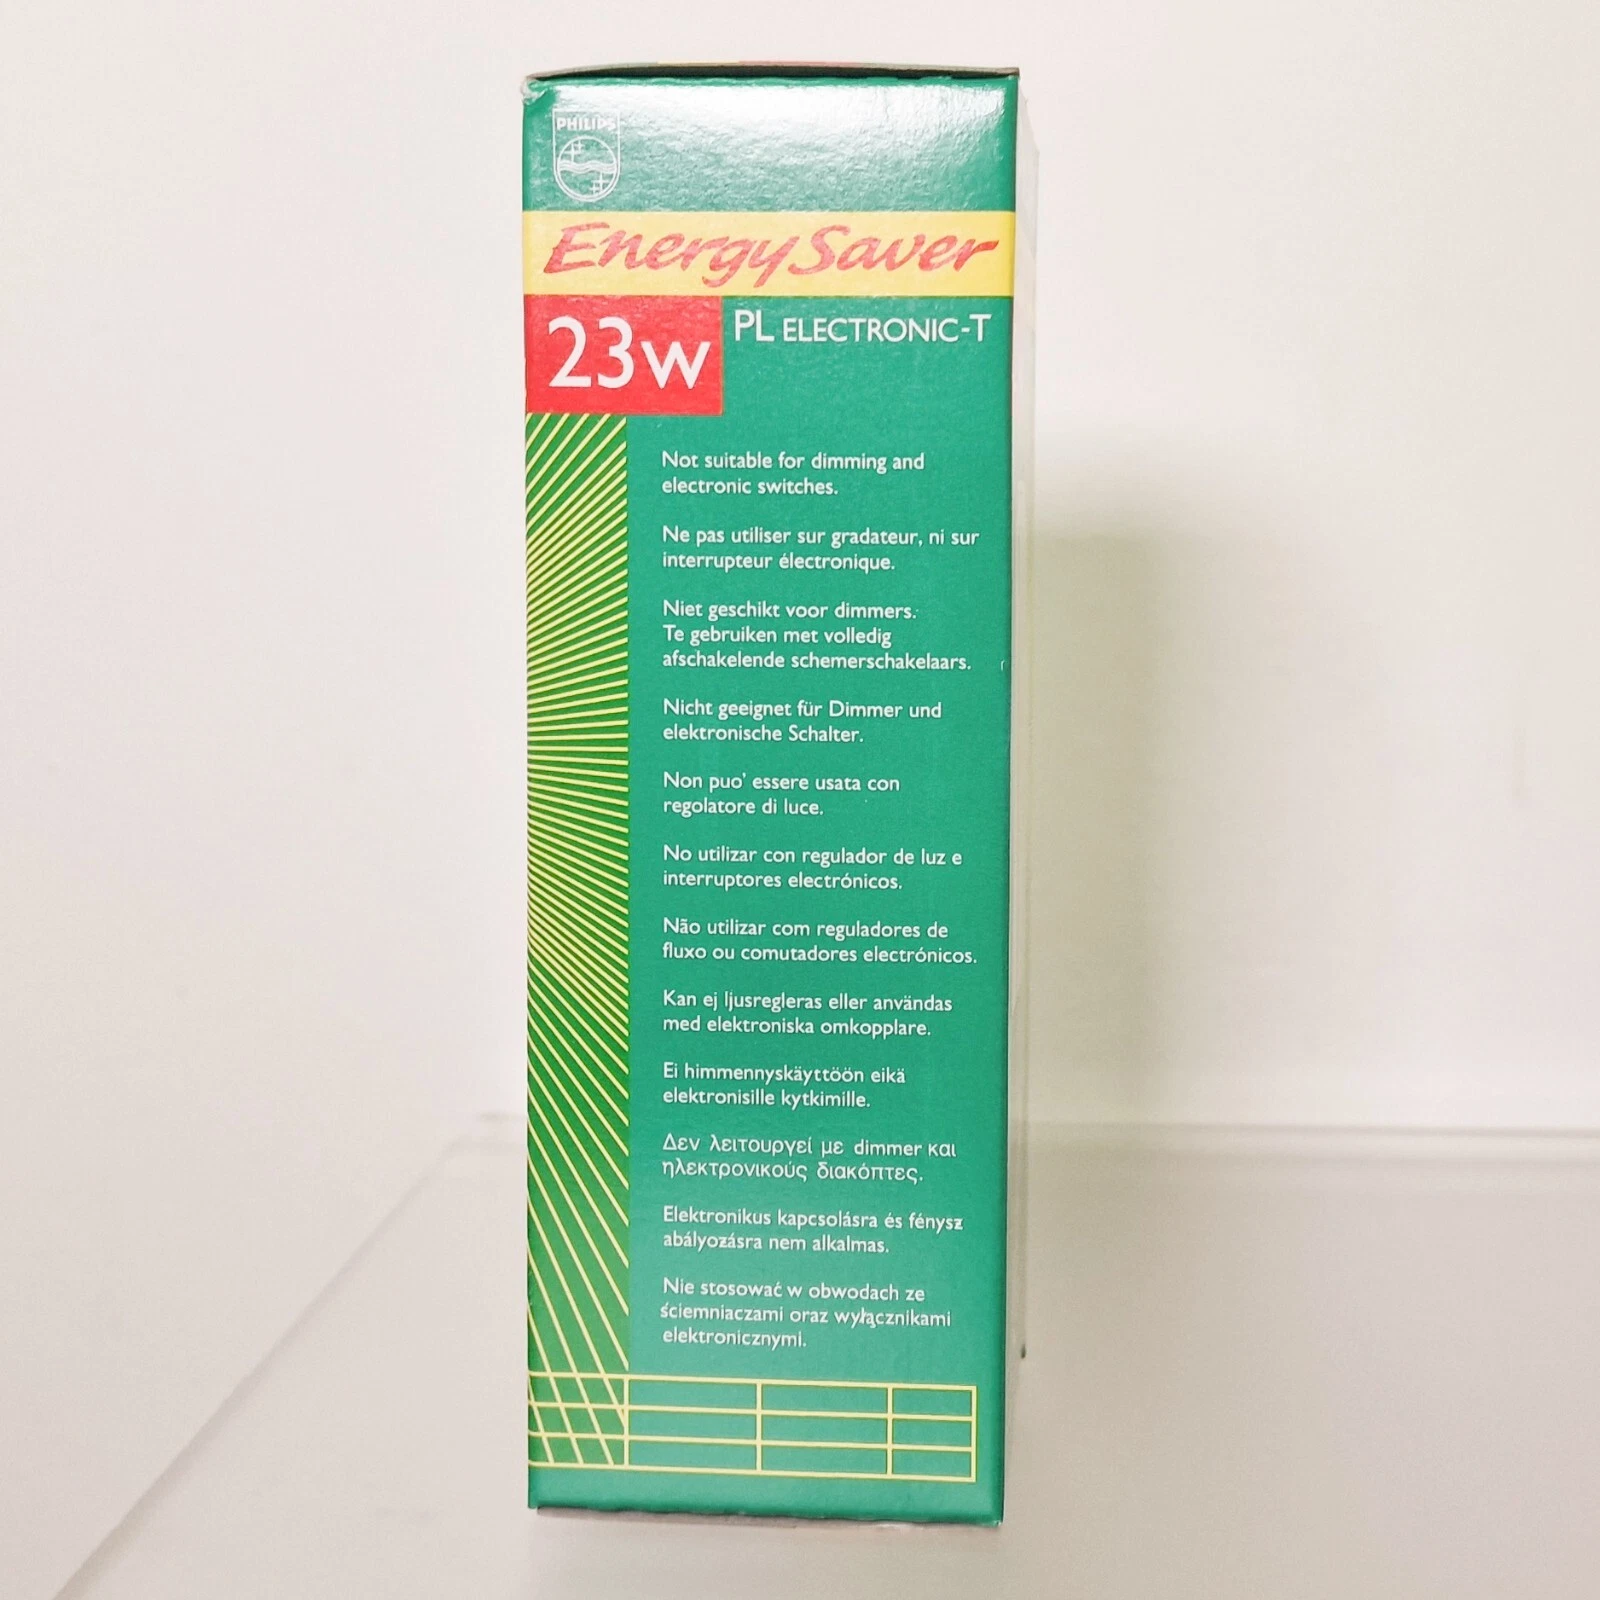 PHILIPS
Energy Saver
23W
PL ELECTRONIC-T
Not suitable for dimming and
electronic switches.
Ne pas utiliser sur gradateur, ni sur
interrupteur électronique.
Niet geschikt voor dimmers.
Te gebruiken met volledig
afschakelende schemerschakelaars.
Nicht geeignet für Dimmer und
elektronische Schalter.
Non puo' essere usata con
regolatore di luce.
No utilizar con regulador de luz e
interruptores electrónicos.
Não utilizar com reguladores de
fluxo ou comutadores electrónicos.
Kan ej ljusregleras eller användas
med elektroniska omkopplare.
Ei himmennyskäyttöön eikä
elektronisille kytkimille.
Δεν λειτουργεί με dimmer και
ηλεκτρονικούς διακόπτες.
Elektronikus kapcsolásra és fénysz
abályozásra nem alkalmas.
Nie stosować w obwodach ze
ściemniaczami oraz wyłącznikami
elektronicznymi.